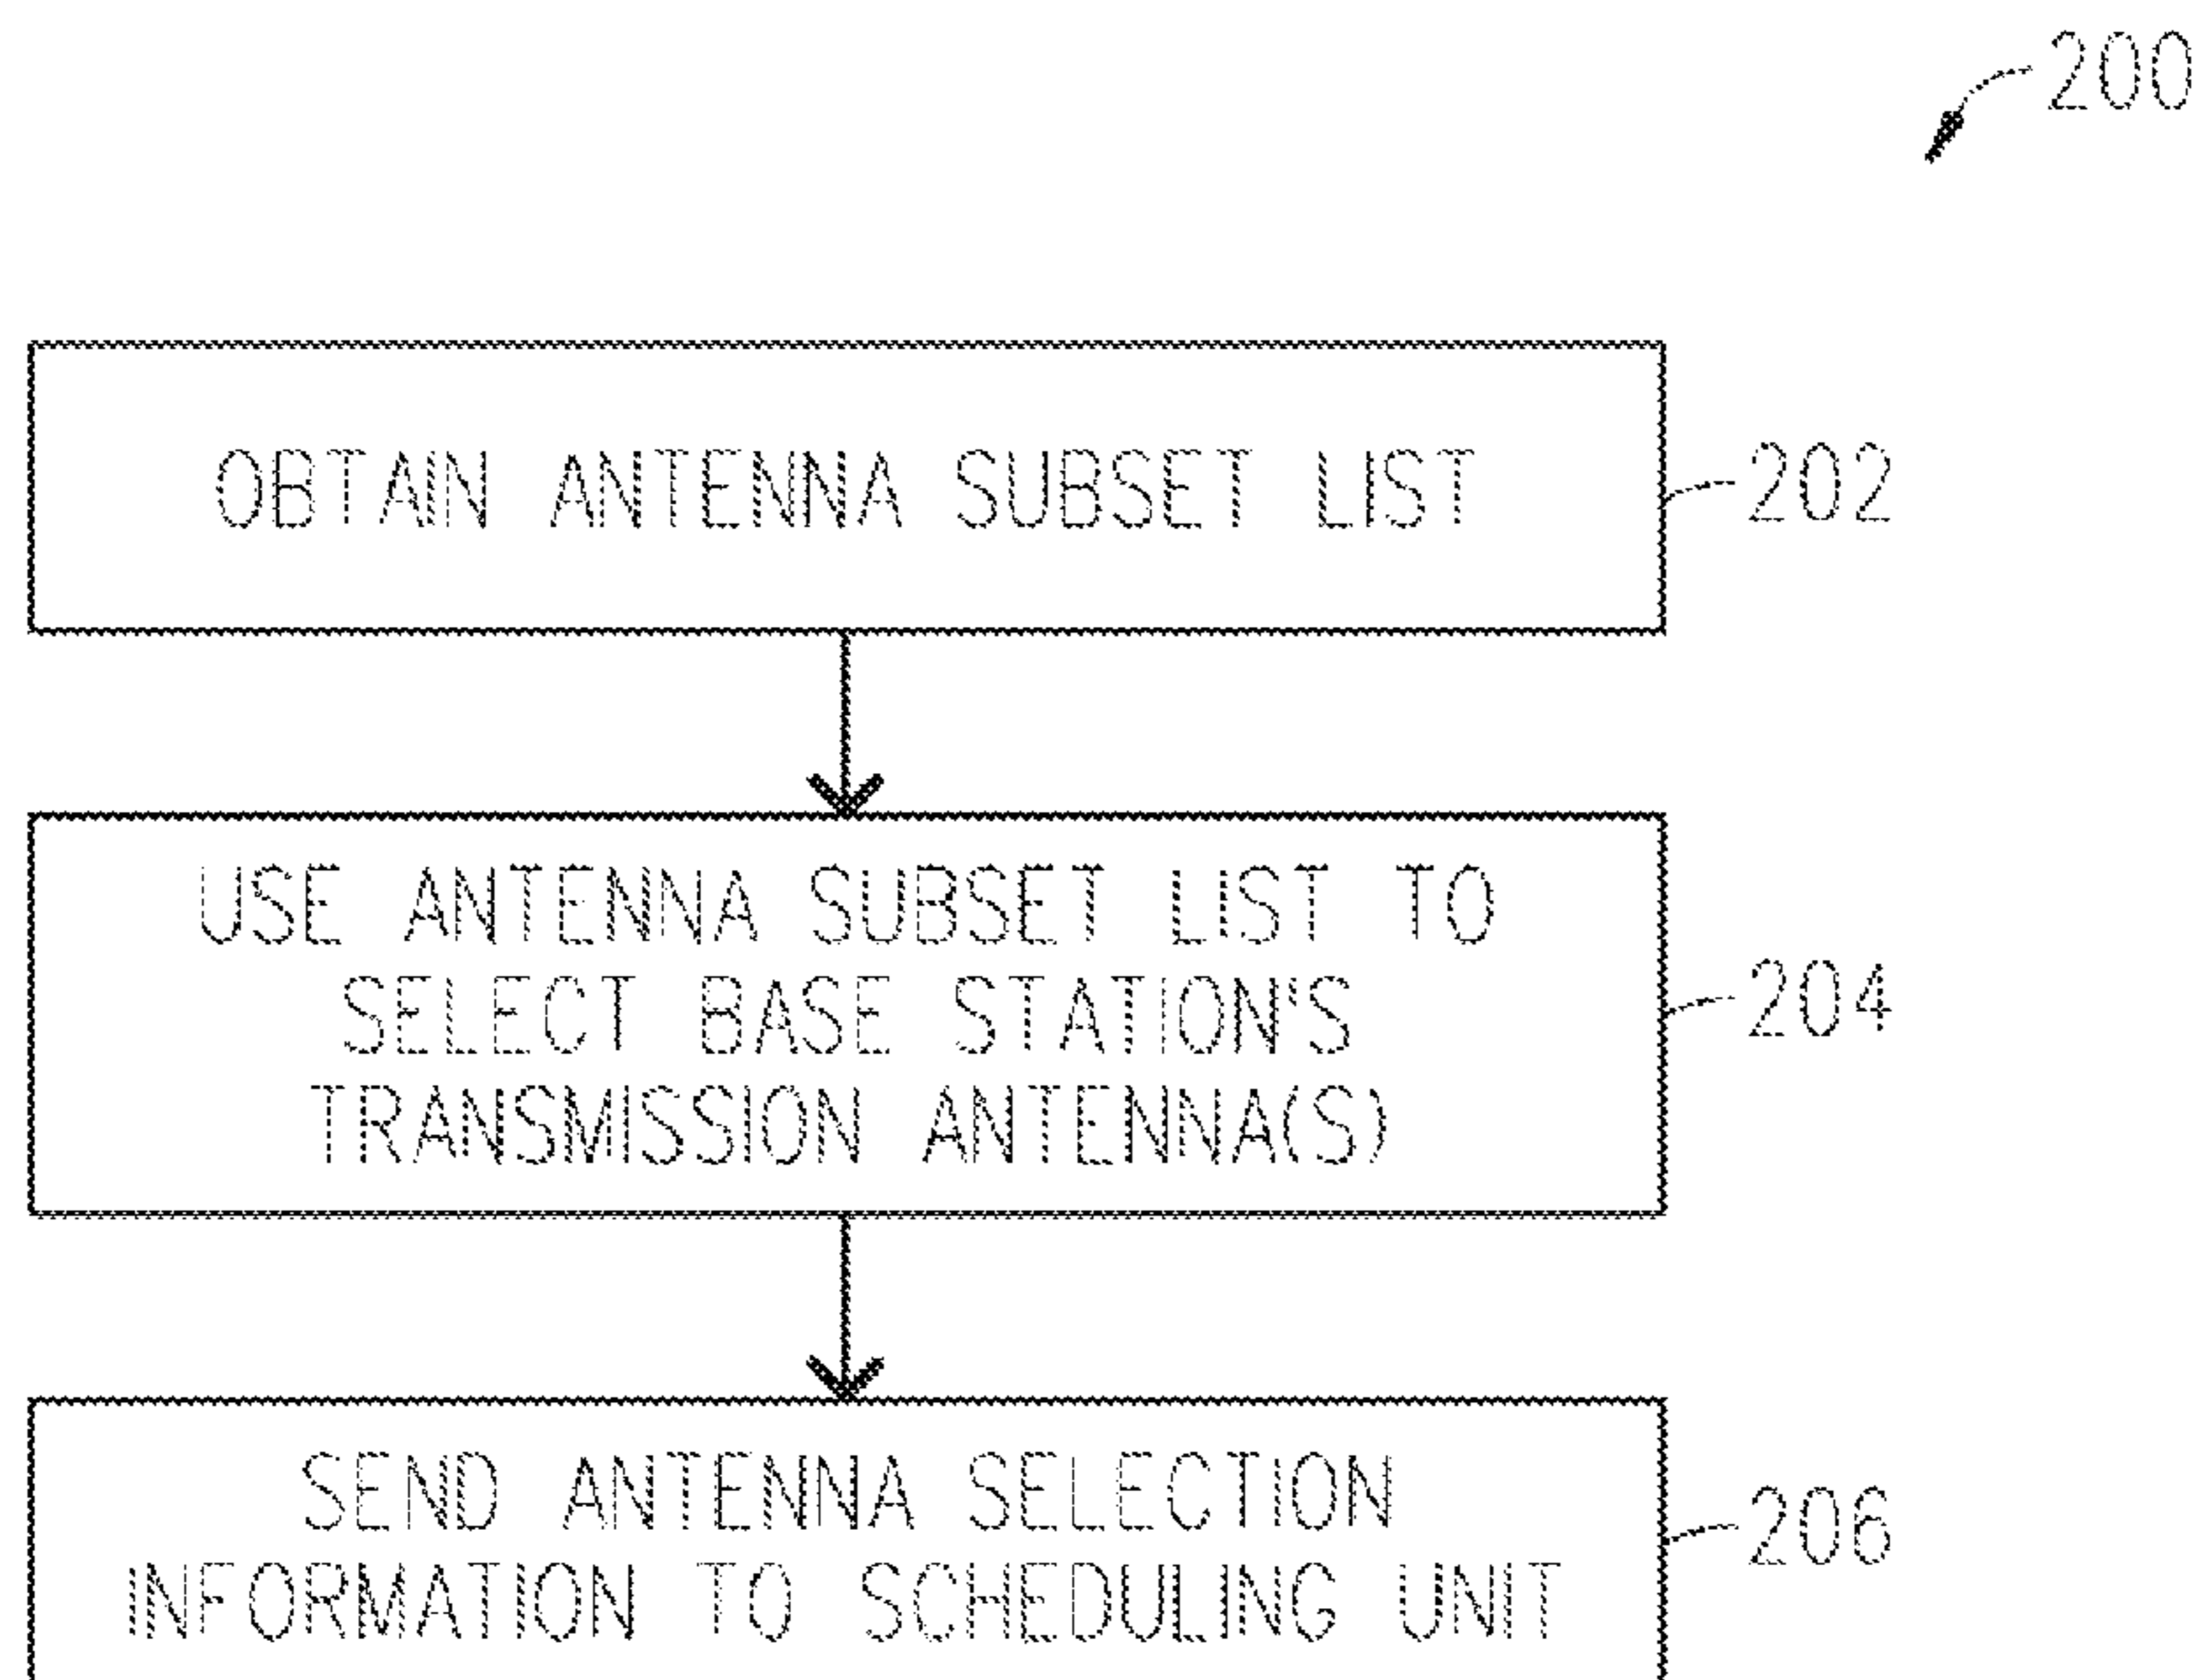 200
OBTAIN ANTENNA SUBSET LIST
202
USE ANTENNA SUBSET LIST TO
SELECT BASE STATION'S
TRANSMISSION ANTENNA(S)
204
SEND ANTENNA SELECTION
INFORMATION TO SCHEDULING UNIT
206